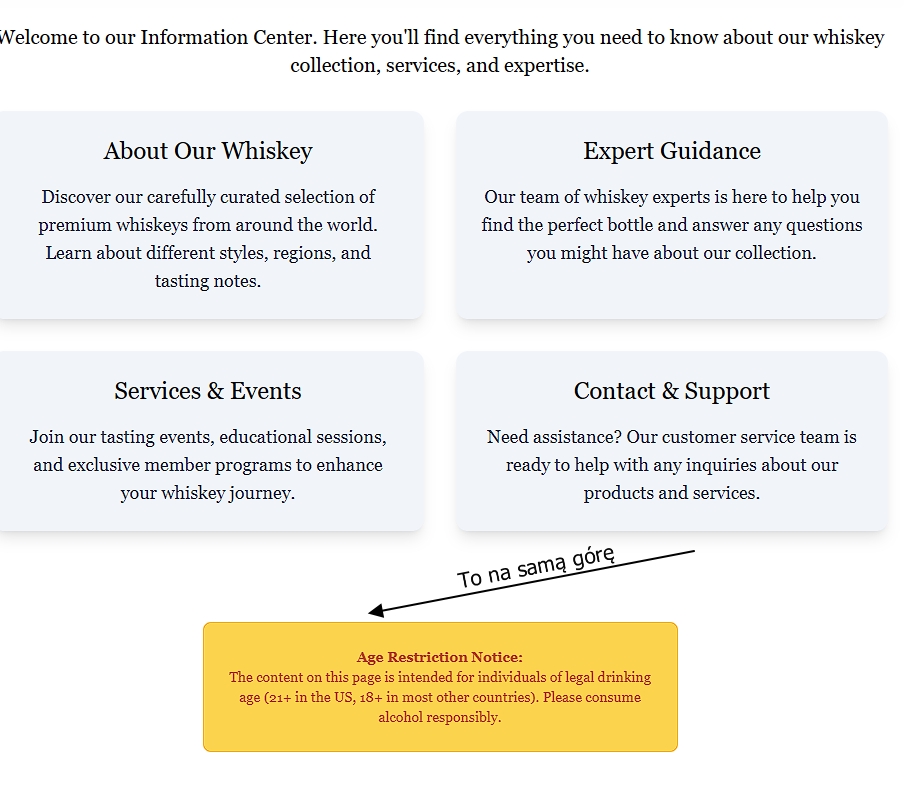 Welcome to our Information Center. Here you'll find everything you need to know about our whiskey
collection, services, and expertise.
About Our Whiskey
Discover our carefully curated selection of
premium whiskeys from around the world.
Learn about different styles, regions, and
tasting notes.
Expert Guidance
Our team of whiskey experts is here to help you
find the perfect bottle and answer any questions
you might have about our collection.
Services & Events
Join our tasting events, educational sessions,
and exclusive member programs to enhance
your whiskey journey.
Contact & Support
Need assistance? Our customer service team is
ready to help with any inquiries about our
products and services.
To na samą górę
Age Restriction Notice:
The content on this page is intended for individuals of legal drinking
age (21+ in the US, 18+ in most other countries). Please consume
alcohol responsibly.